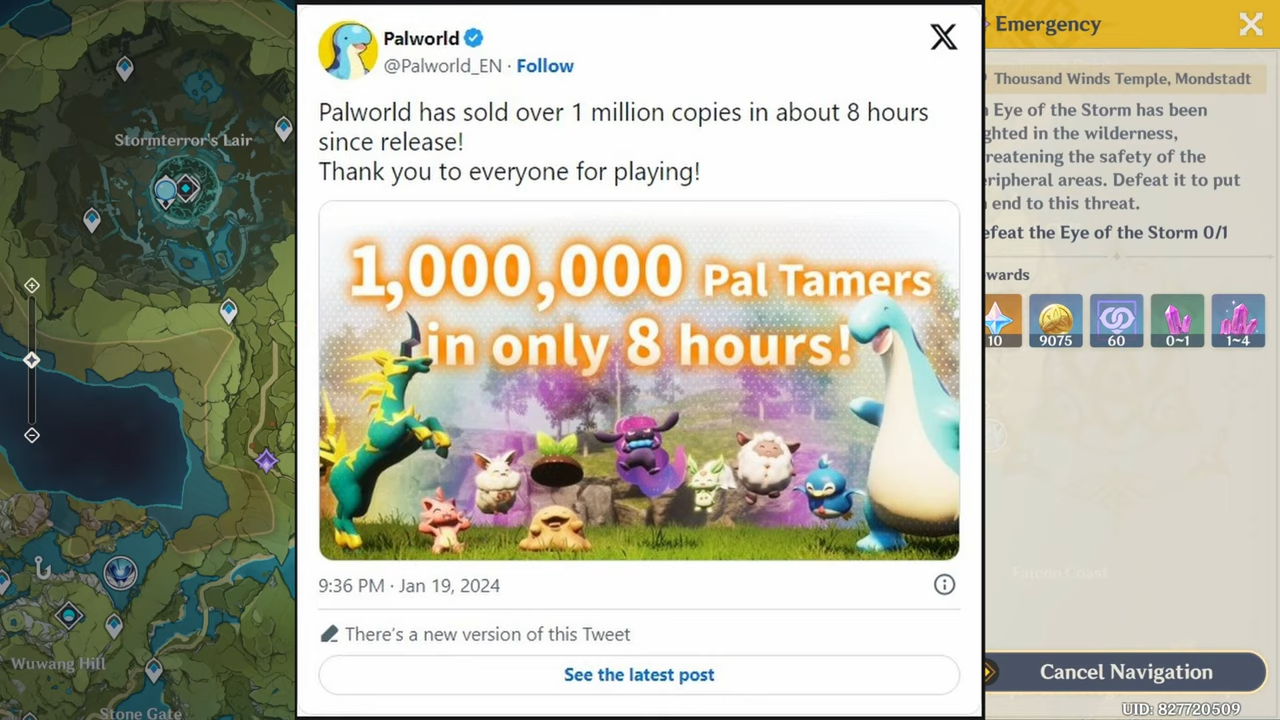 Stormterror's Lair
Wuwang Hill
Stone Gate
Palworld
@Palworld_EN · Follow
Palworld has sold over 1 million copies in about 8 hours
since release!
Thank you to everyone for playing!
1,000,000 Pal Tamers
in only 8 hours!
9:36 PM · Jan 19, 2024
There's a new version of this Tweet
See the latest post
Emergency
Thousand Winds Temple, Mondstadt
Eye of the Storm has been
ghted in the wilderness,
reatening the safety of the
eripheral areas. Defeat it to put
end to this threat.
efeat the Eye of the Storm 0/1
wards
10
9075
60
0~1
1~4
Falcon Coast
Cancel Navigation
UID: 827720509